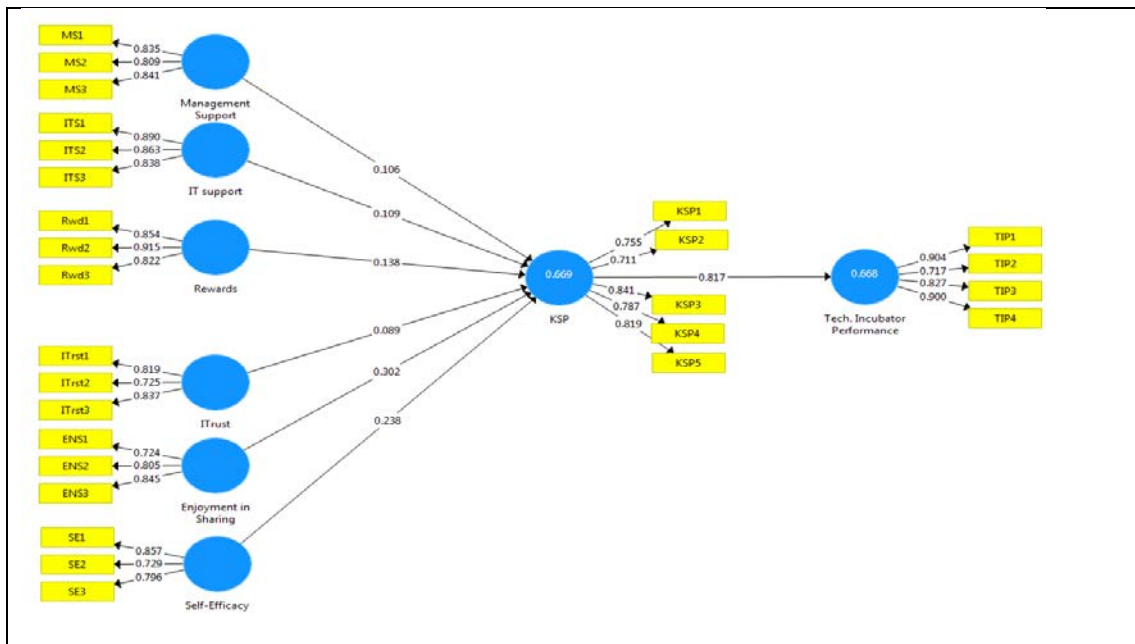 MS1
0.835
MS2
0.809
MS3
0.841
Management
Support
ITS1
0.890
ITS2
0.863
ITS3
0.838
IT support
Rwd1
0.854
Rwd2
0.915
Rwd3
0.822
Rewards
ITrst1
0.819
ITrst2
0.725
ITrst3
0.837
ITrust
ENS1
0.724
ENS2
0.805
ENS3
0.845
Enjoyment in
Sharing
SE1
0.857
SE2
0.729
SE3
0.796
Self-Efficacy
0.106
0.109
0.138
0.089
0.302
0.238
0.669
KSP
KSP1
0.755
KSP2
0.711
0.841
KSP3
0.787
KSP4
0.819
KSP5
0.817
0.668
Tech. Incubator
Performance
TIP1
0.904
TIP2
0.717
TIP3
0.827
TIP4
0.900